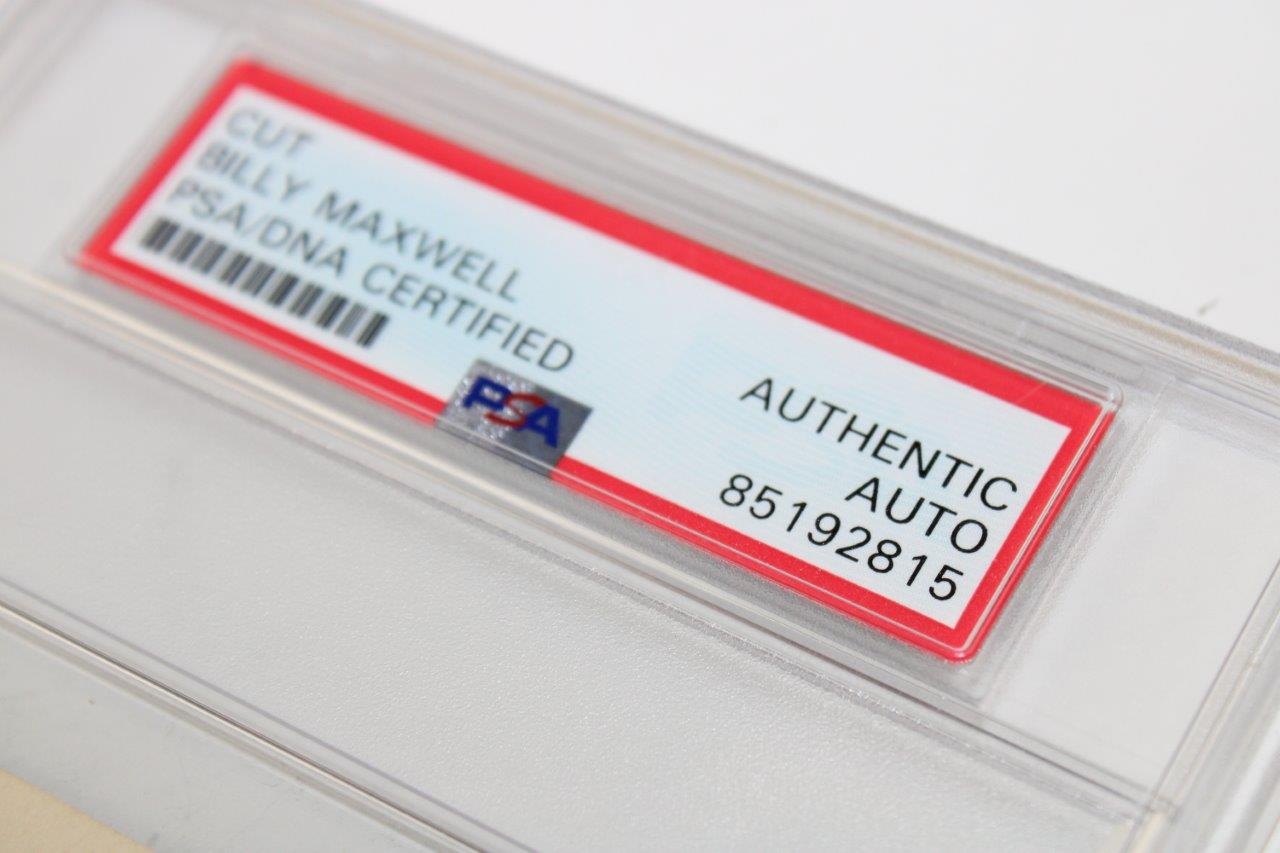 CUT
BILLY MAXWELL
PSA/DNA CERTIFIED
PSA
AUTHENTIC
AUTO
85192815